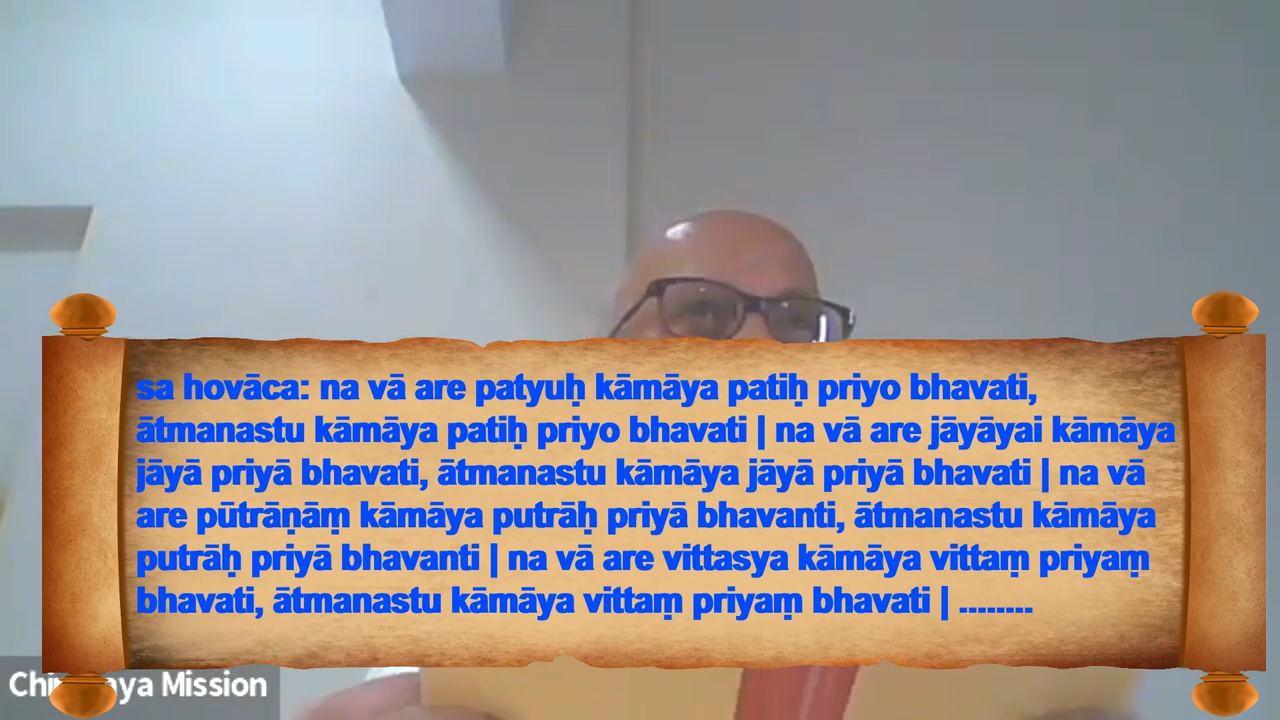 sa hovāca: na vā are patyuḥ kāmāya patiḥ priyo bhavati,
ātmanastu kāmāya patiḥ priyo bhavati | na vā are jāyāyai kāmāya
jāyā priyā bhavati, ātmanastu kāmāya jāyā priyā bhavati | na vā
are pūtrāṇāṃ kāmāya putrāḥ priyā bhavanti, ātmanastu kāmāya
putrāḥ priyā bhavanti | na vā are vittasya kāmāya vittaṃ priyaṃ
bhavati, ātmanastu kāmāya vittaṃ priyaṃ bhavati | ........
Mission